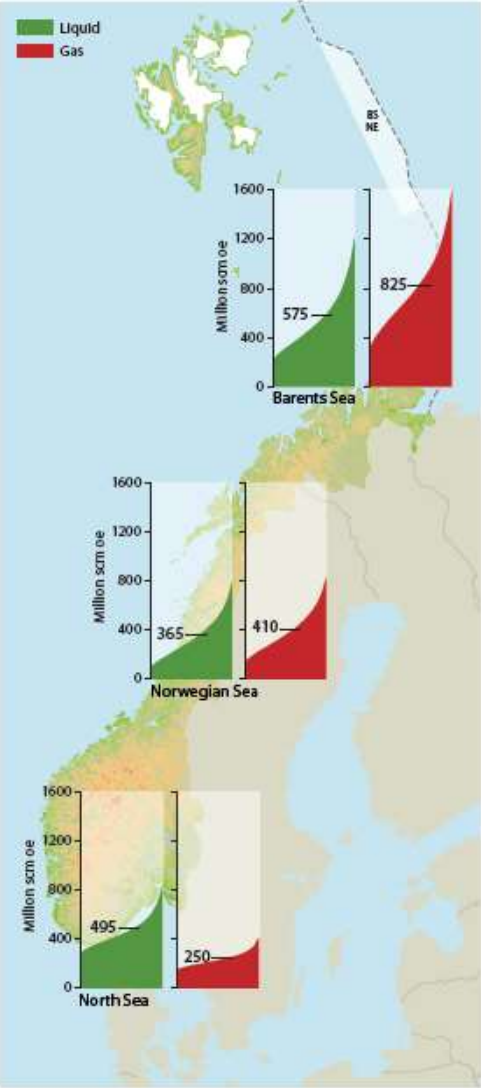 Liquid
Gas
BS
NE
Million scm oe
1600
1200
800
400
0
575
825
Barents Sea
Million scm oe
1600
1200
800
400
0
365
410
Norwegian Sea
Million scm oe
1600
1200
800
400
0
495
250
North Sea